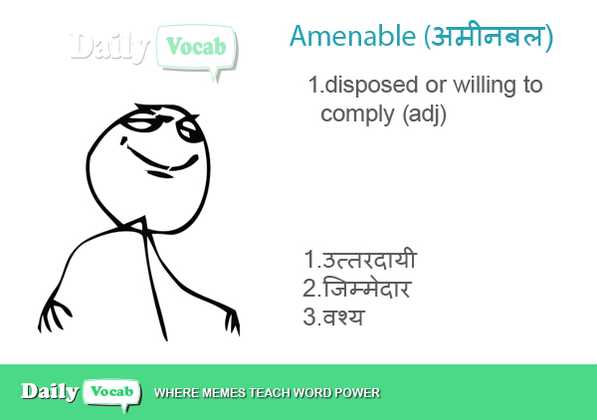 Daily Vocab
Amenable (अमीनबल)
1.disposed or willing to
comply (adj)
1.उत्तरदायी
2.जिम्मेदार
3.वश्य
Daily Vocab WHERE MEMES TEACH WORD POWER